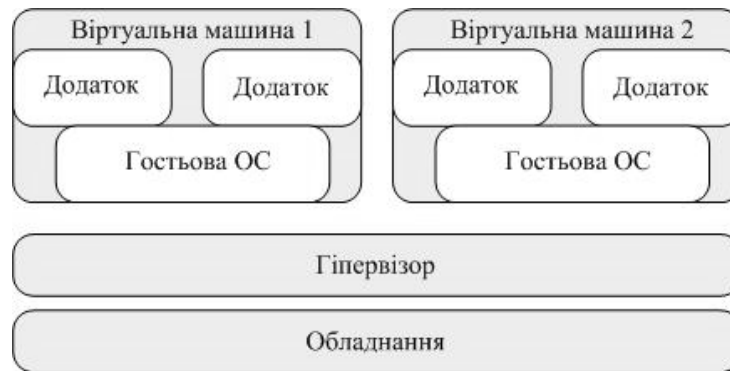 Віртуальна машина 1
Додаток
Додаток
Гостьова ОС
Віртуальна машина 2
Додаток
Додаток
Гостьова ОС
Гіпервізор
Обладнання